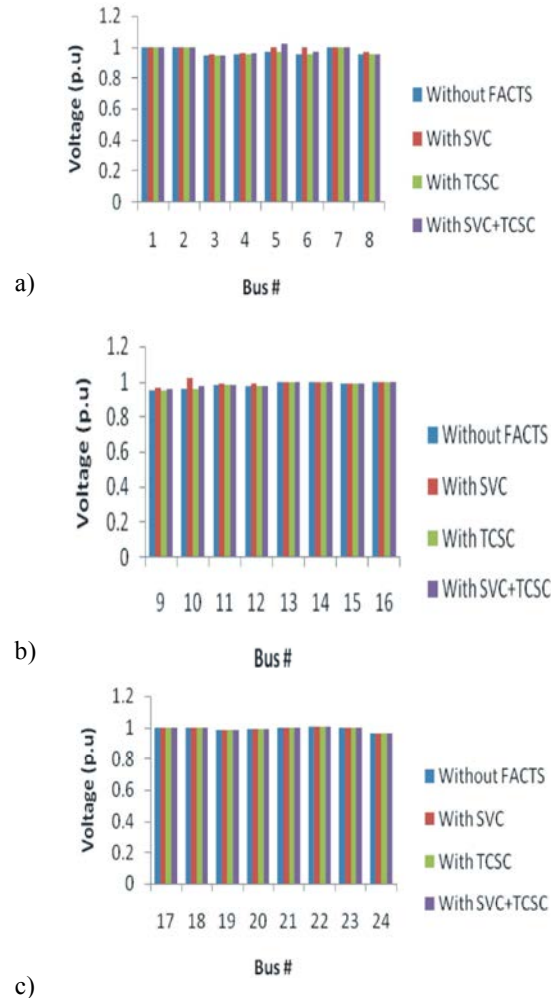 Voltage (p.u)
1.2
1
0.8
0.6
0.4
0.2
0
1 2 3 4 5 6 7 8
Bus #
Without FACTS
With SVC
With TCSC
With SVC+TCSC
a)
Voltage (p.u)
1.2
1
0.8
0.6
0.4
0.2
0
9 10 11 12 13 14 15 16
Bus #
Without FACTS
With SVC
With TCSC
With SVC+TCSC
b)
Voltage (p.u)
1.2
1
0.8
0.6
0.4
0.2
0
17 18 19 20 21 22 23 24
Bus #
Without FACTS
With SVC
With TCSC
With SVC+TCSC
c)